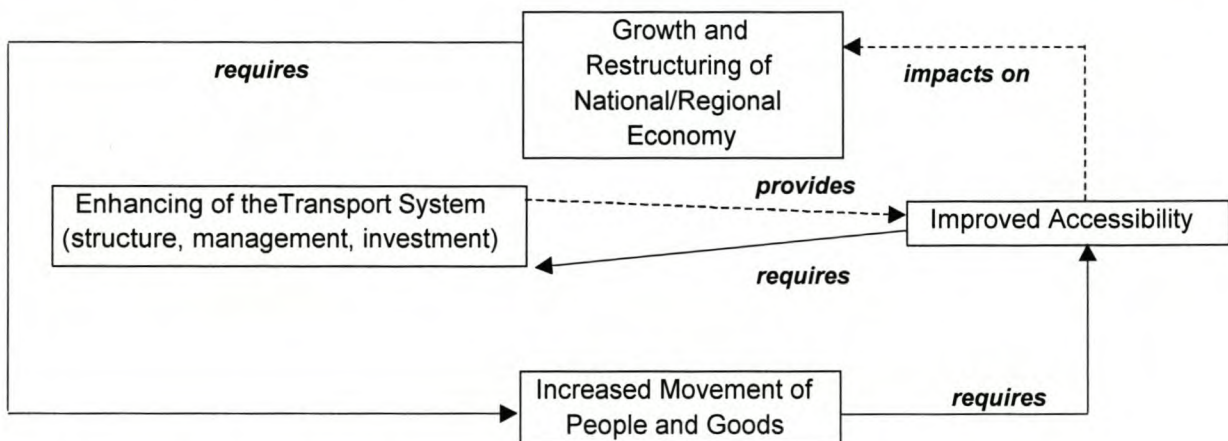 Growth and
Restructuring of
National/Regional
Economy
requires
impacts on
provides
Enhancing of theTransport System
(structure, management, investment)
Improved Accessibility
requires
Increased Movement of
People and Goods
requires